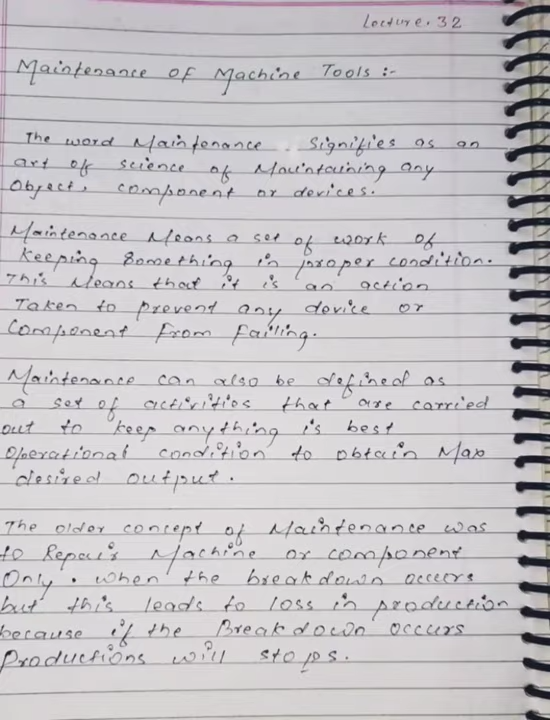 Lecture. 32
Maintenance of Machine Tools :-
The word Maintenance Signifies as an
art of science of Maintaining any
Object, component or devices.
Maintenance Means a set of work of
keeping Something in proper condition.
This Means that it is an action
Taken to prevent any device or
Component from failing.
Maintenance can also be defined as
a set of activities that are carried
out to keep anything is best
Operational condition to obtain Max
desired output.
The older concept of Maintenance was
to Repair Machine or component
Only. when the breakdown occurs
but this leads to loss in production
because if the Breakdown occurs
Productions will stops.